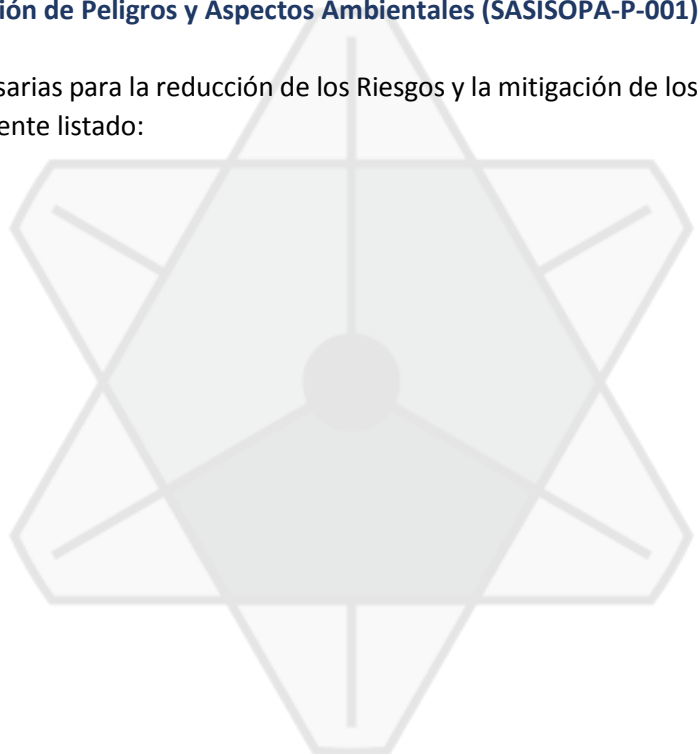 ión de Peligros y Aspectos Ambientales (SASISOPA-P-001)
sarias para la reducción de los Riesgos y la mitigación de los
ente listado: